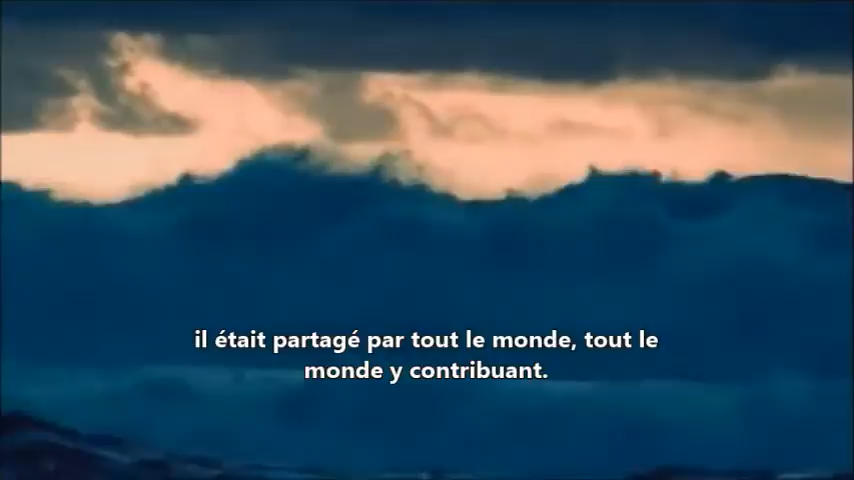 il était partagé par tout le monde, tout le
monde y contribuant.